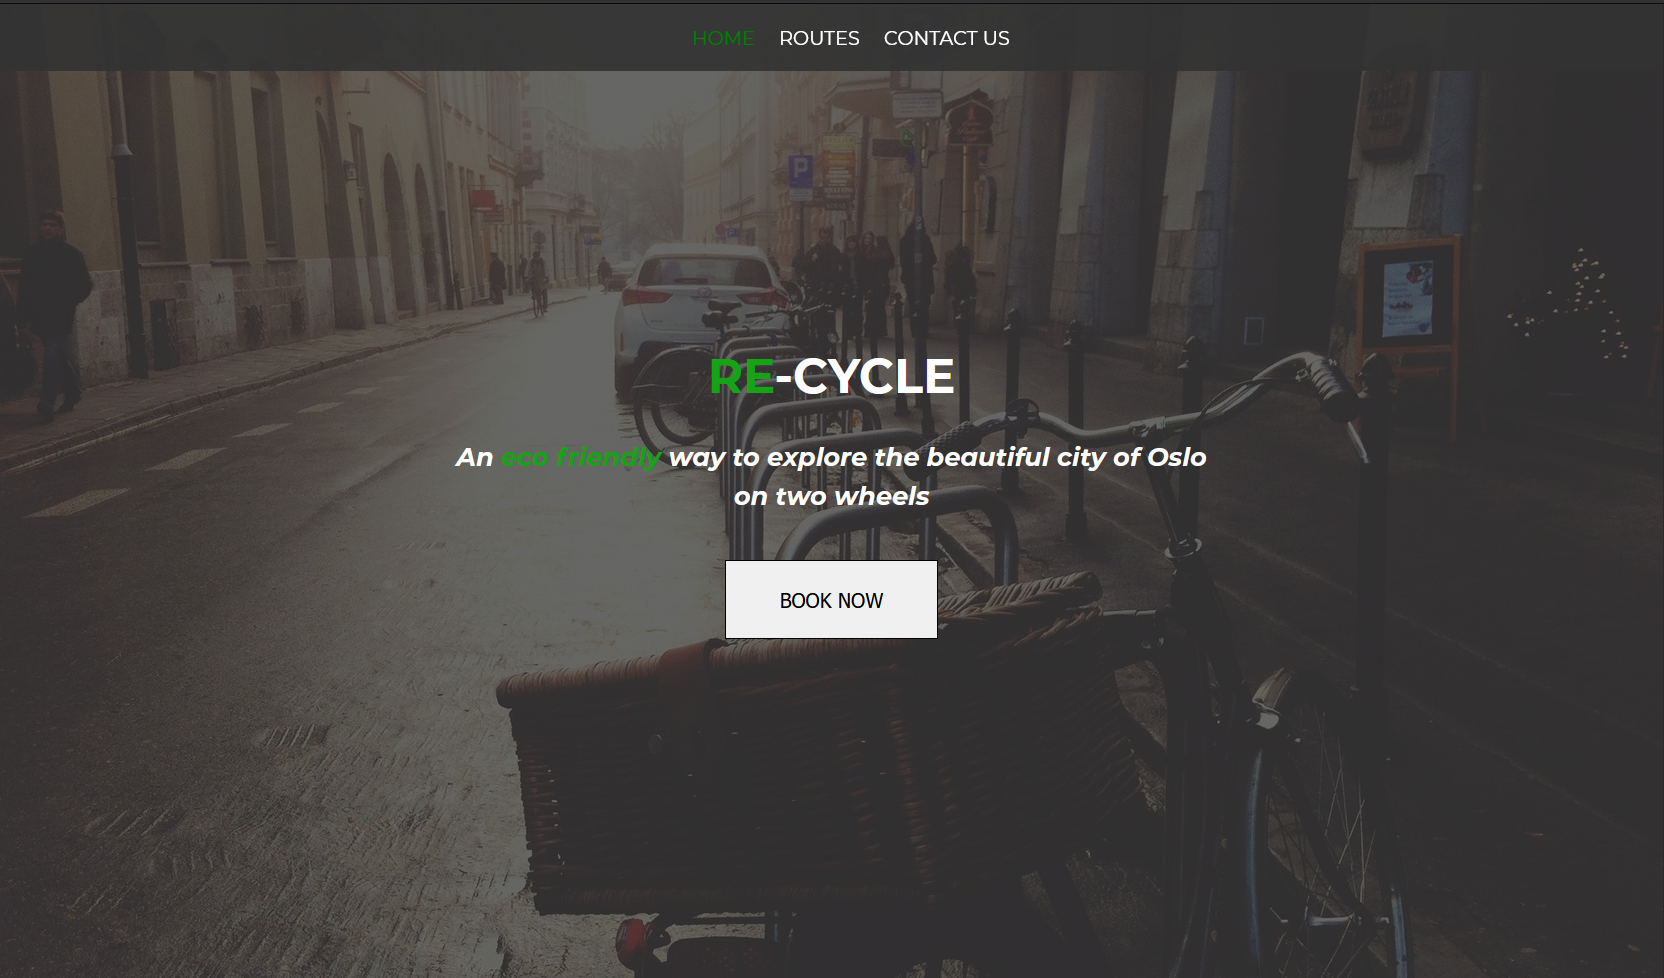 HOME ROUTES CONTACT US
P
RE-CYCLE
An eco friendly way to explore the beautiful city of Oslo
on two wheels
BOOK NOW